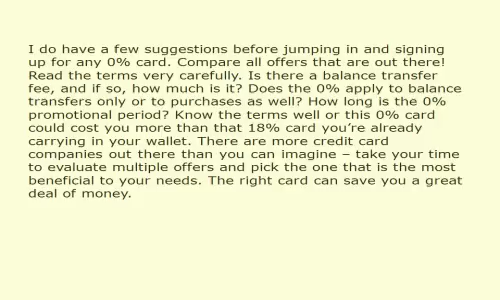 I do have a few suggestions before jumping in and signing
up for any 0% card. Compare all offers that are out there!
Read the terms very carefully. Is there a balance transfer
fee, and if so, how much is it? Does the 0% apply to balance
transfers only or to purchases as well? How long is the 0%
promotional period? Know the terms well or this 0% card
could cost you more than that 18% card you’re already
carrying in your wallet. There are more credit card
companies out there than you can imagine – take your time
to evaluate multiple offers and pick the one that is the most
beneficial to your needs. The right card can save you a great
deal of money.